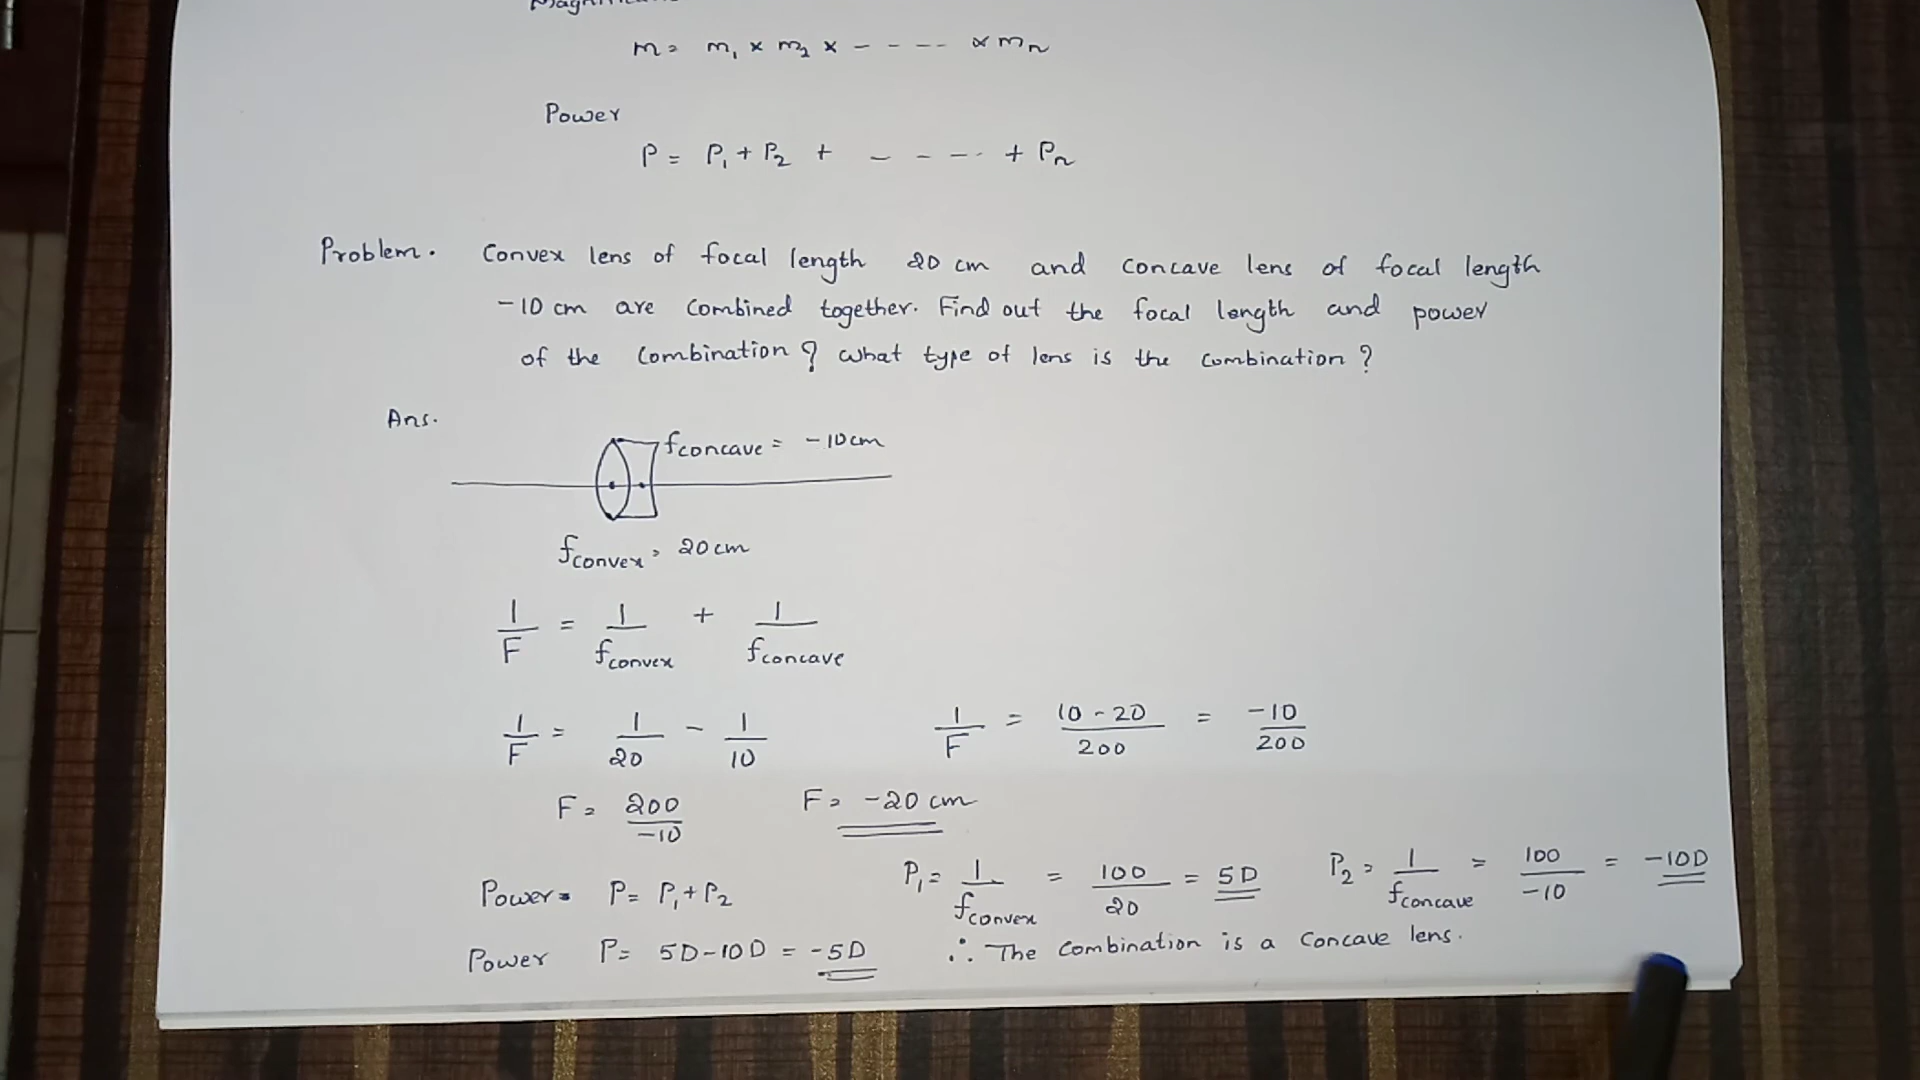 m = m₁ × m₂ × - - - - × mₙ
Power
P = P₁ + P₂ + - - - - + Pₙ
Problem. Convex lens of focal length 20 cm and concave lens of focal length
-10 cm are combined together. Find out the focal length and power
of the combination? what type of lens is the combination?
Ans.
fconcave = -10cm
fconvex = 20cm
1/F = 1/fconvex + 1/fconcave
1/F = 1/20 - 1/10 1/F = 10-20/200 = -10/200
F = 200/-10 F = -20 cm
Power = P = P₁+P₂ P₁ = 1/fconvex = 100/20 = 5D P₂ = 1/fconcave = 100/-10 = -10D
Power P = 5D-10D = -5D ∴ The combination is a concave lens.